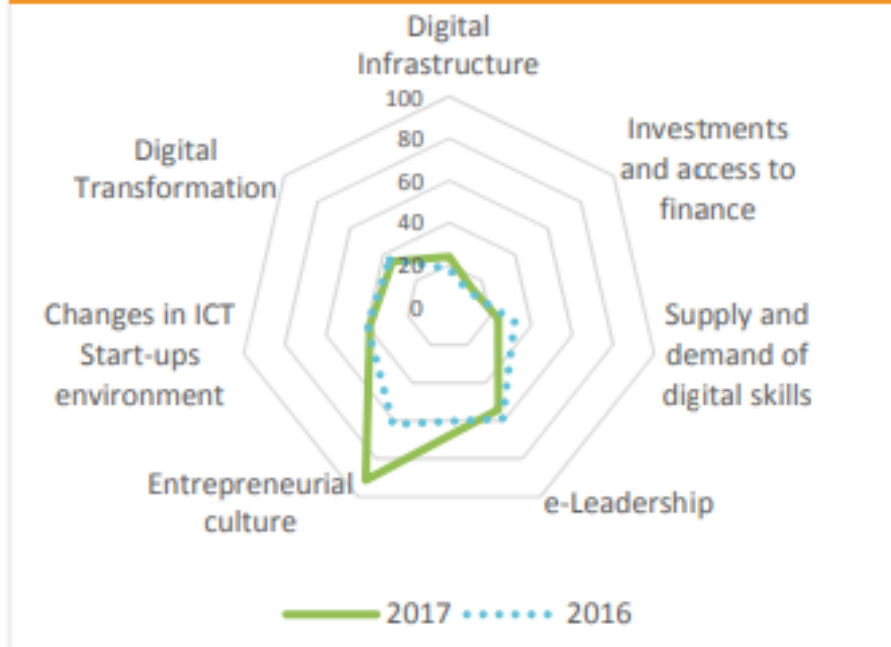 Digital
Infrastructure
100
80
60
40
20
0
Investments
and access to
finance
Supply and
demand of
digital skills
e-Leadership
Entrepreneurial
culture
Changes in ICT
Start-ups
environment
Digital
Transformation
2017
2016